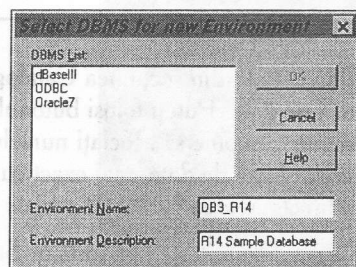 Select DBMS for new Environment
DBMS List:
dBaseIII
ODBC
Oracle7
OK
Cancel
Help
Environment Name: DB3_R14
Environment Description: R14 Sample Database